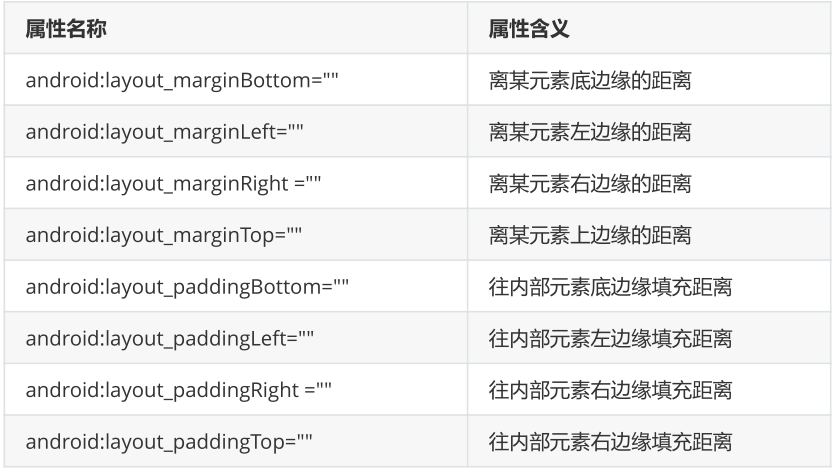 属性名称 属性含义
android:layout_marginBottom="" 离某元素底边缘的距离
android:layout_marginLeft="" 离某元素左边缘的距离
android:layout_marginRight ="" 离某元素右边缘的距离
android:layout_marginTop="" 离某元素上边缘的距离
android:layout_paddingBottom="" 往内部元素底边缘填充距离
android:layout_paddingLeft="" 往内部元素左边缘填充距离
android:layout_paddingRight ="" 往内部元素右边缘填充距离
android:layout_paddingTop="" 往内部元素右边缘填充距离